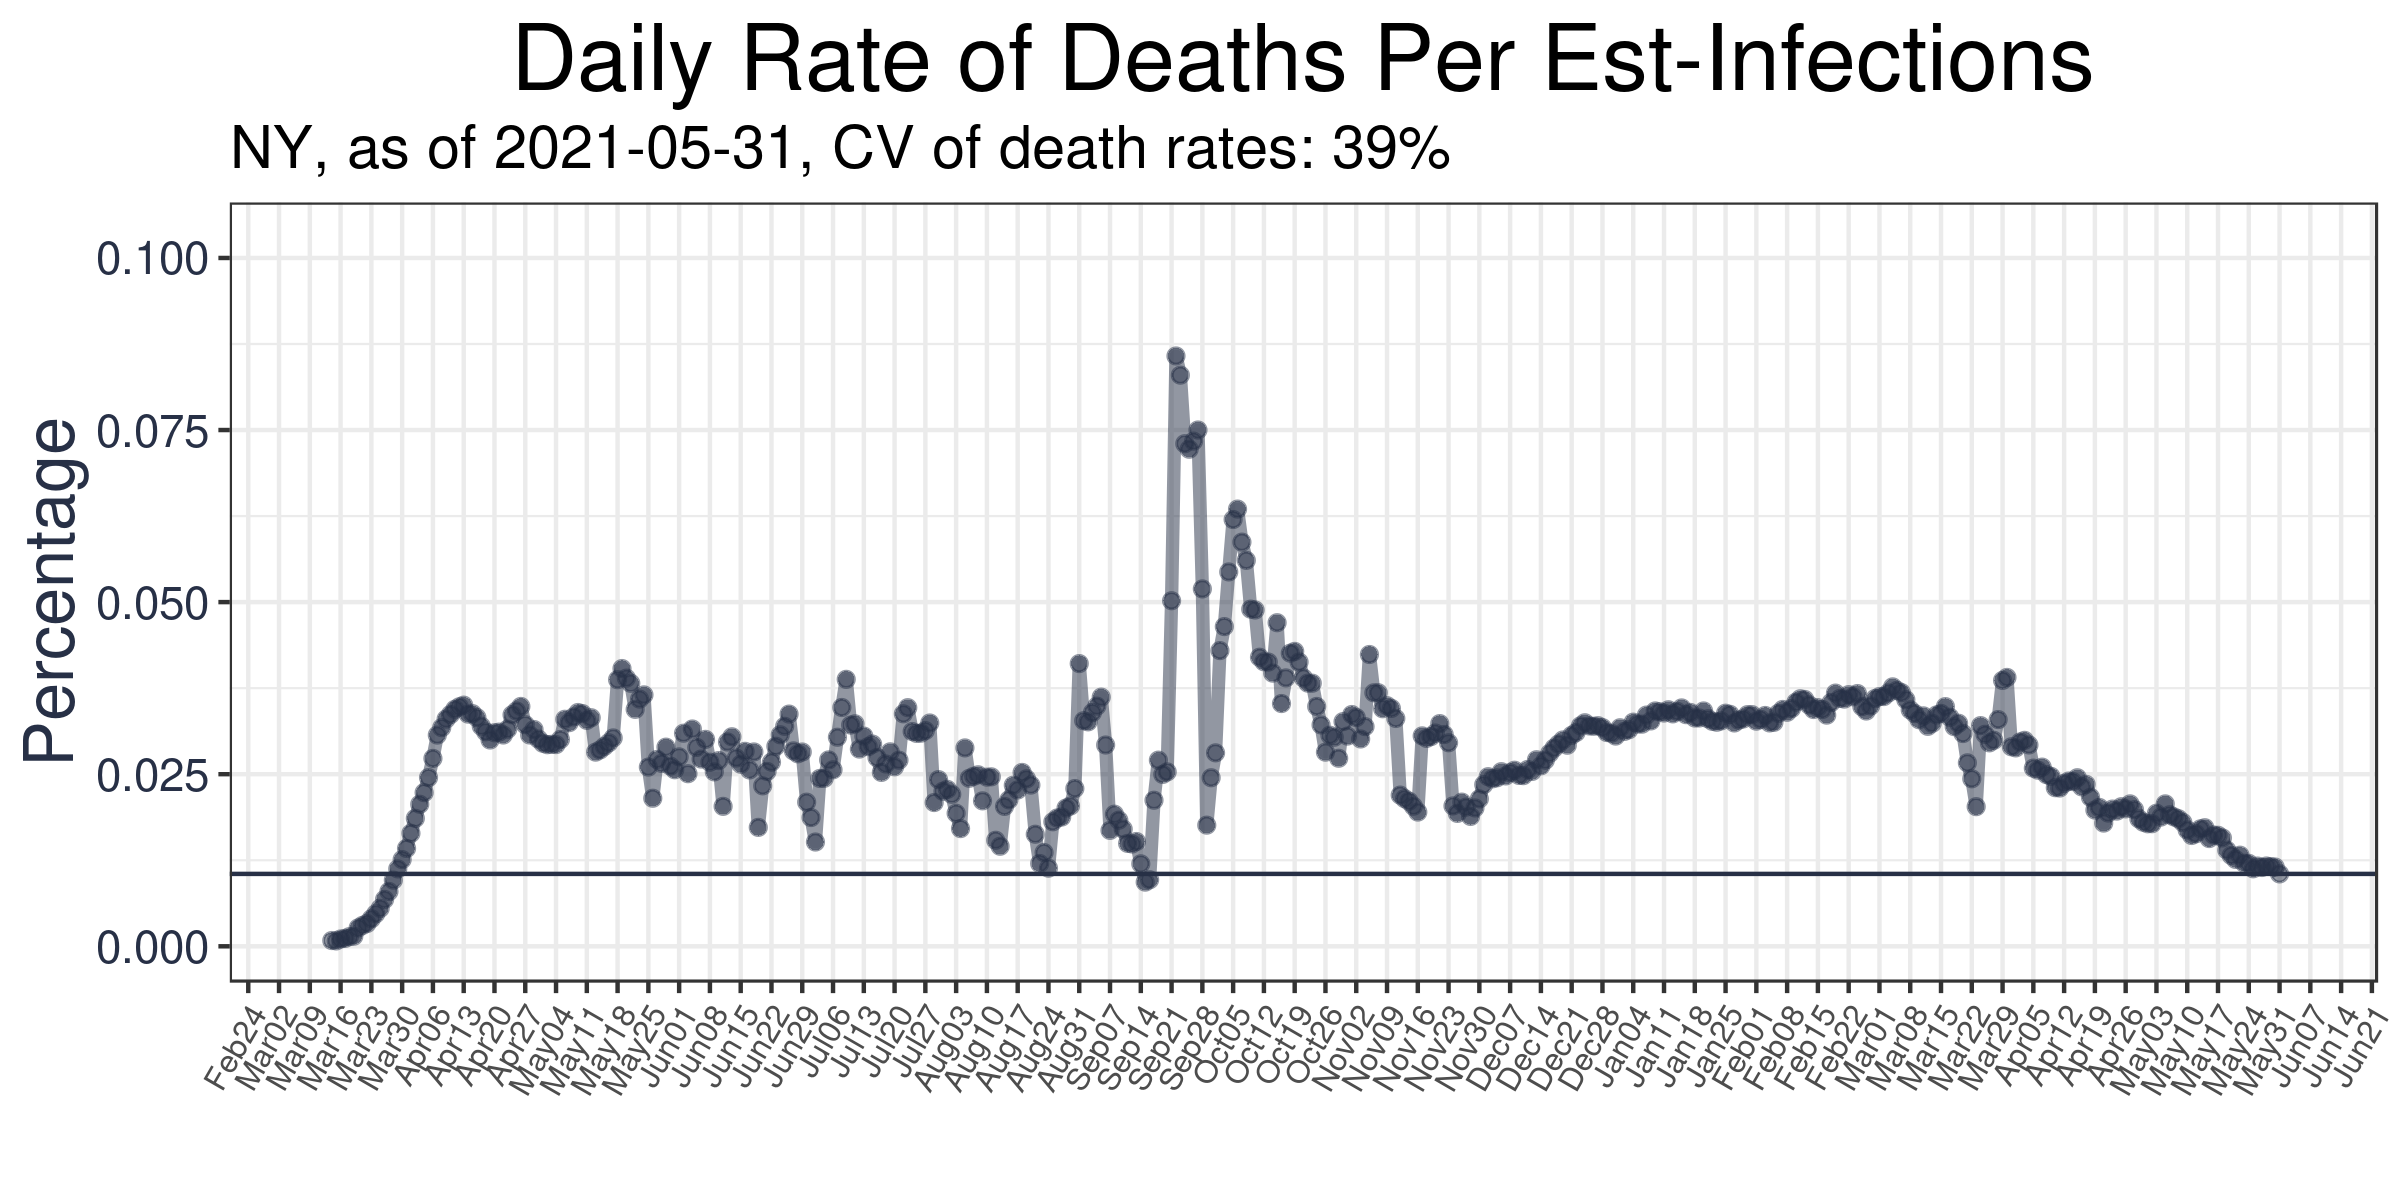 Daily Rate of Deaths Per Est-Infections
NY, as of 2021-05-31, CV of death rates: 39%
Percentage
0.100
0.075
0.050
0.025
0.000
Feb24
Mar02
Mar09
Mar16
Mar23
Mar30
Apr06
Apr13
Apr20
Apr27
May04
May11
May18
May25
Jun01
Jun08
Jun15
Jun22
Jun29
Jul06
Jul13
Jul20
Jul27
Aug03
Aug10
Aug17
Aug24
Aug31
Sep07
Sep14
Sep21
Sep28
Oct05
Oct12
Oct19
Oct26
Nov02
Nov09
Nov16
Nov23
Nov30
Dec07
Dec14
Dec21
Dec28
Jan04
Jan11
Jan18
Jan25
Feb01
Feb08
Feb15
Feb22
Mar01
Mar08
Mar15
Mar22
Mar29
Apr05
Apr12
Apr19
Apr26
May03
May10
May17
May24
May31
Jun07
Jun14
Jun21